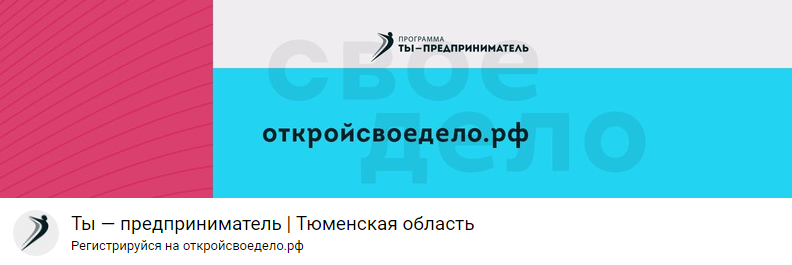 ПРОГРАММА
ТЫ—ПРЕДПРИНИМАТЕЛЬ
свое
откройсвоедело.рф
дело
Ты — предприниматель | Тюменская область
Регистрируйся на откройсвоедело.рф